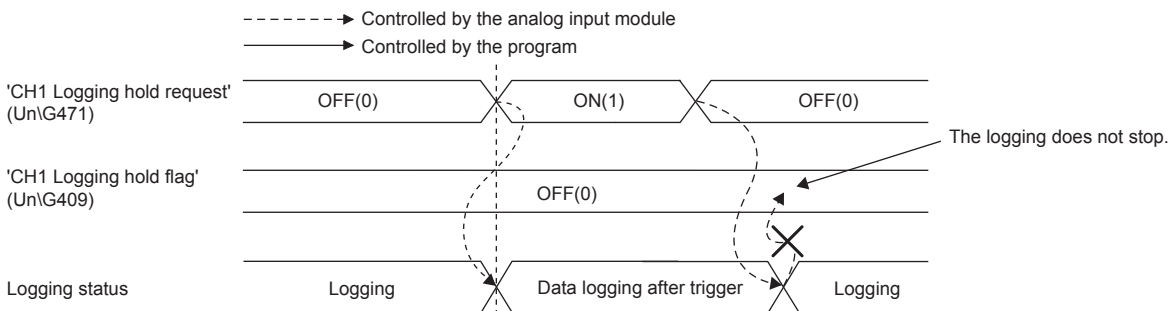 Controlled by the analog input module
Controlled by the program
'CH1 Logging hold request'
(Un\G471)
OFF(0)
ON(1)
OFF(0)
The logging does not stop.
'CH1 Logging hold flag'
(Un\G409)
OFF(0)
Logging status
Logging
Data logging after trigger
Logging